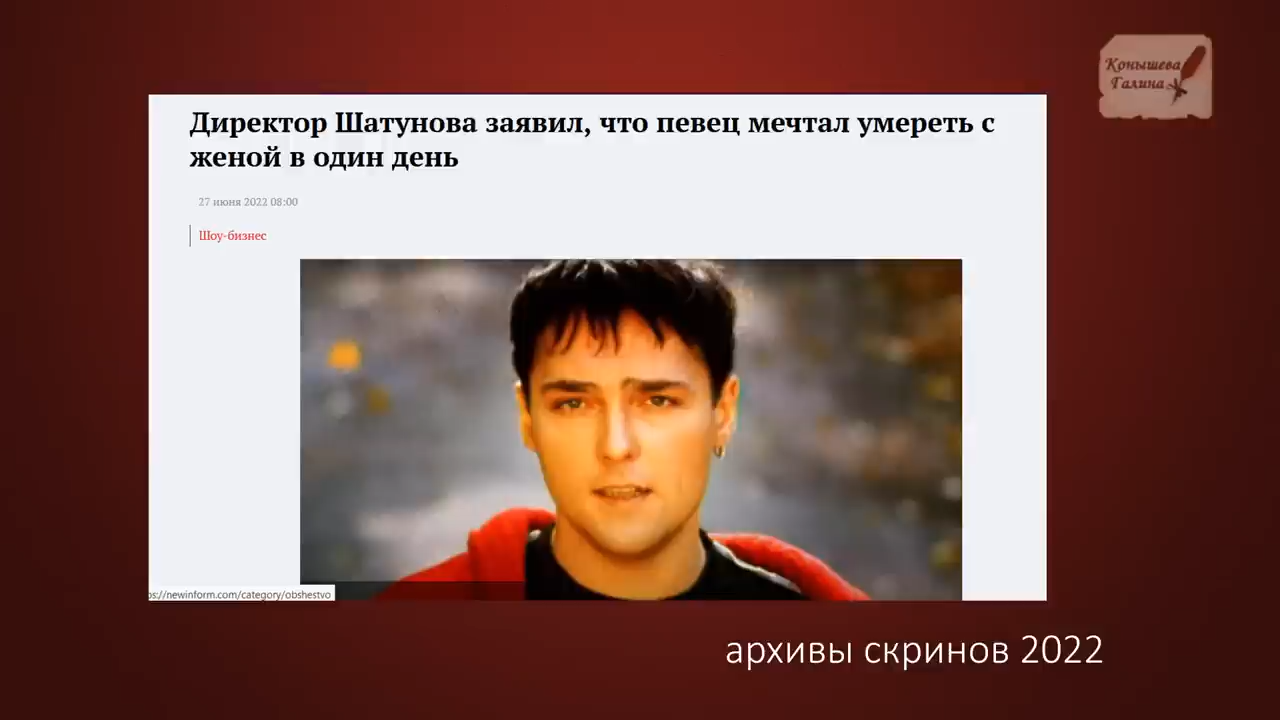 Конышева
Галина
Директор Шатунова заявил, что певец мечтал умереть с
женой в один день
27 июня 2022 08:00
Шоу-бизнес
ps://newinform.com/category/obshestvo
архивы скринов 2022